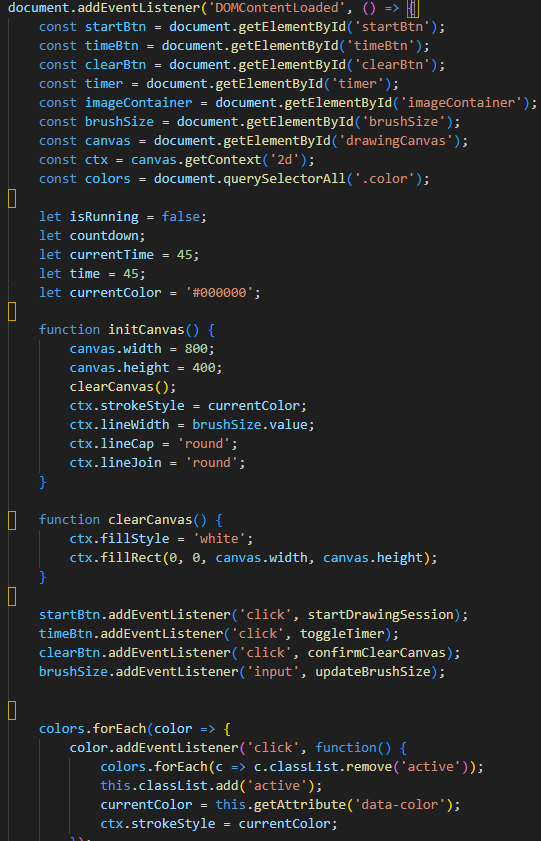 document.addEventListener('DOMContentLoaded', () => {
    const startBtn = document.getElementById('startBtn');
    const timeBtn = document.getElementById('timeBtn');
    const clearBtn = document.getElementById('clearBtn');
    const timer = document.getElementById('timer');
    const imageContainer = document.getElementById('imageContainer');
    const brushSize = document.getElementById('brushSize');
    const canvas = document.getElementById('drawingCanvas');
    const ctx = canvas.getContext('2d');
    const colors = document.querySelectorAll('.color');
    let isRunning = false;
    let countdown;
    let currentTime = 45;
    let time = 45;
    let currentColor = '#000000';
    function initCanvas() {
        canvas.width = 800;
        canvas.height = 400;
        clearCanvas();
        ctx.strokeStyle = currentColor;
        ctx.lineWidth = brushSize.value;
        ctx.lineCap = 'round';
        ctx.lineJoin = 'round';
    }
    function clearCanvas() {
        ctx.fillStyle = 'white';
        ctx.fillRect(0, 0, canvas.width, canvas.height);
    }
    startBtn.addEventListener('click', startDrawingSession);
    timeBtn.addEventListener('click', toggleTimer);
    clearBtn.addEventListener('click', confirmClearCanvas);
    brushSize.addEventListener('input', updateBrushSize);
    colors.forEach(color => {
        color.addEventListener('click', function() {
            colors.forEach(c => c.classList.remove('active'));
            this.classList.add('active');
            currentColor = this.getAttribute('data-color');
            ctx.strokeStyle = currentColor;
        });